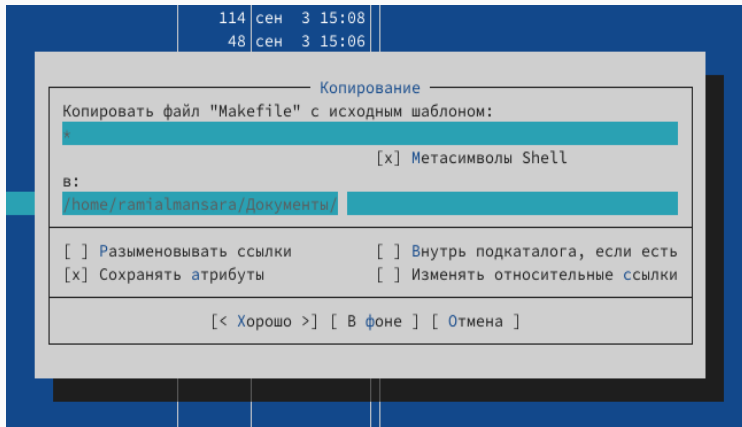 114 сен 3 15:08
48 сен 3 15:06
Копирование
Копировать файл "Makefile" с исходным шаблоном:
*
[x] Метасимволы Shell
в:
/home/ramialmansara/Документы/
[ ] Разыменовывать ссылки [ ] Внутрь подкаталога, если есть
[x] Сохранять атрибуты [ ] Изменять относительные ссылки
[< Хорошо >] [ В фоне ] [ Отмена ]